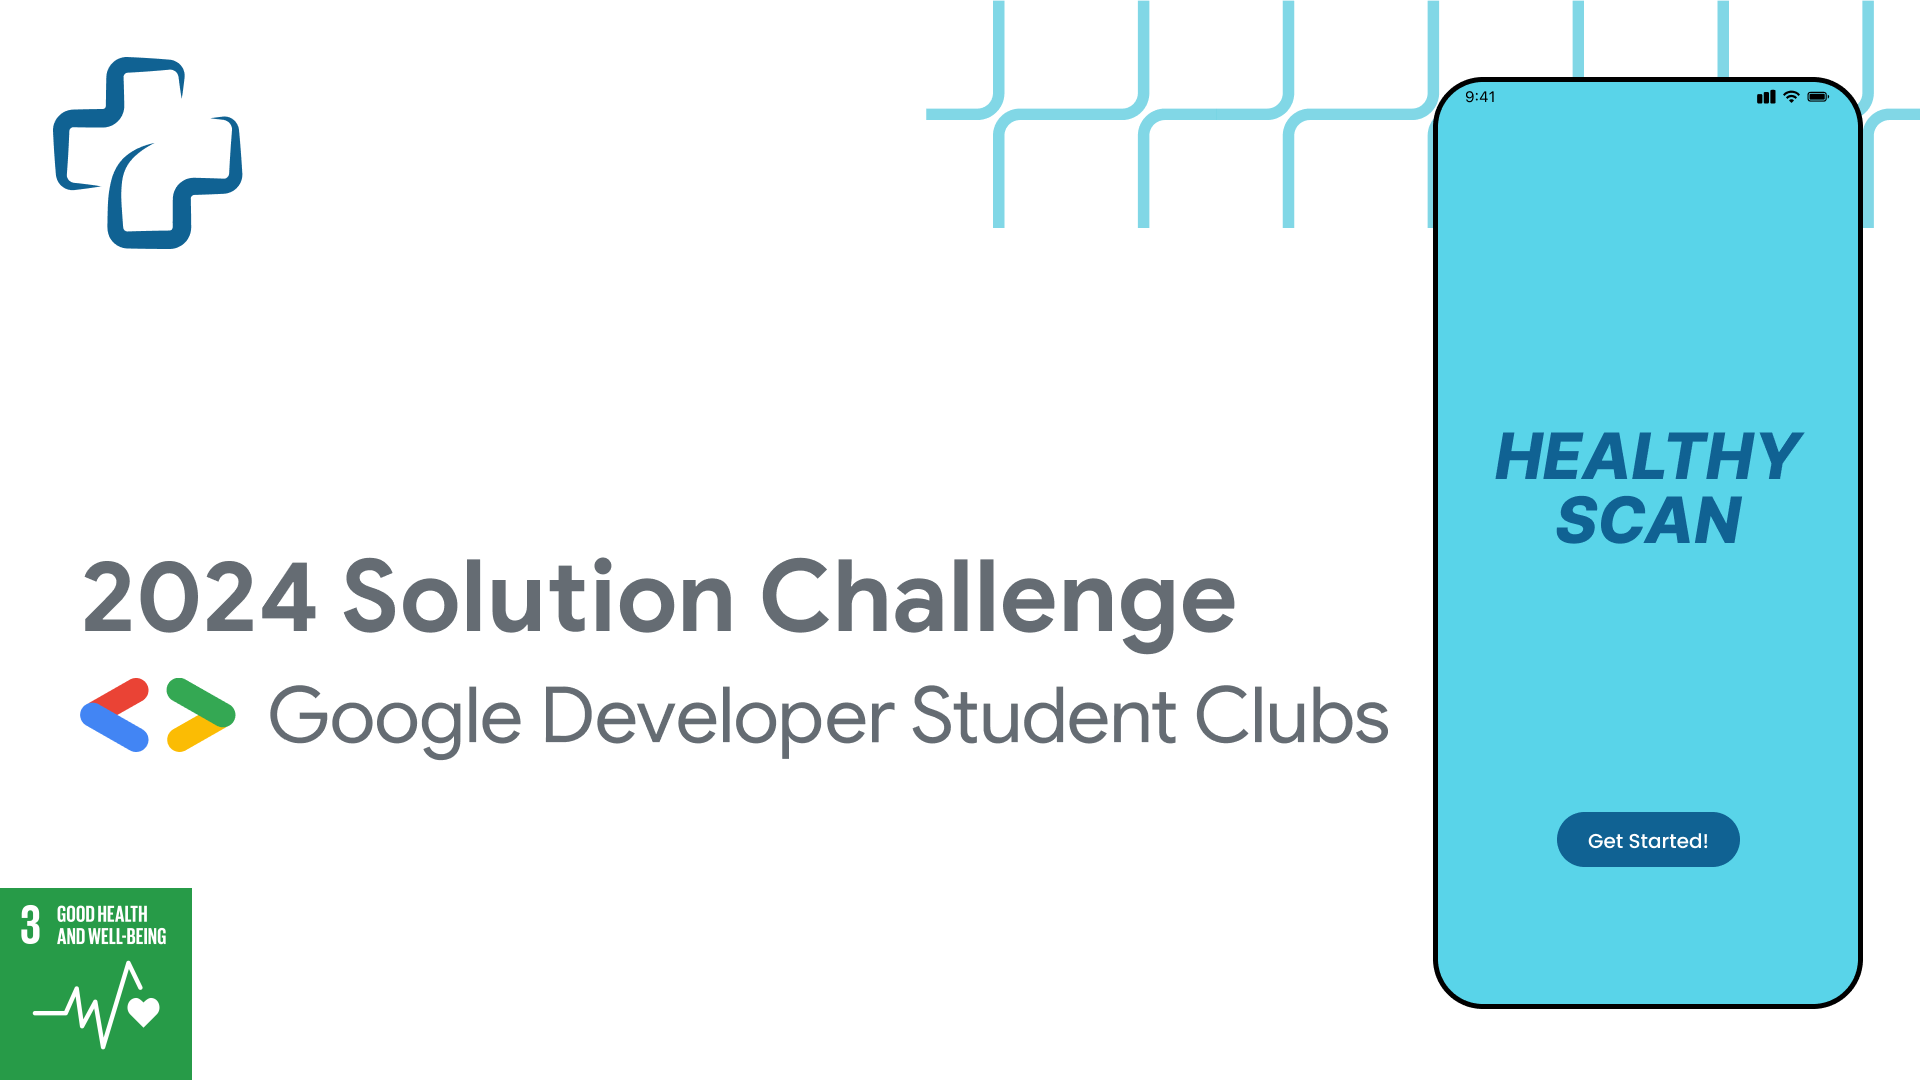 9:41
HEALTHY
SCAN
2024 Solution Challenge
Google Developer Student Clubs
Get Started!
3 GOOD HEALTH
AND WELL-BEING